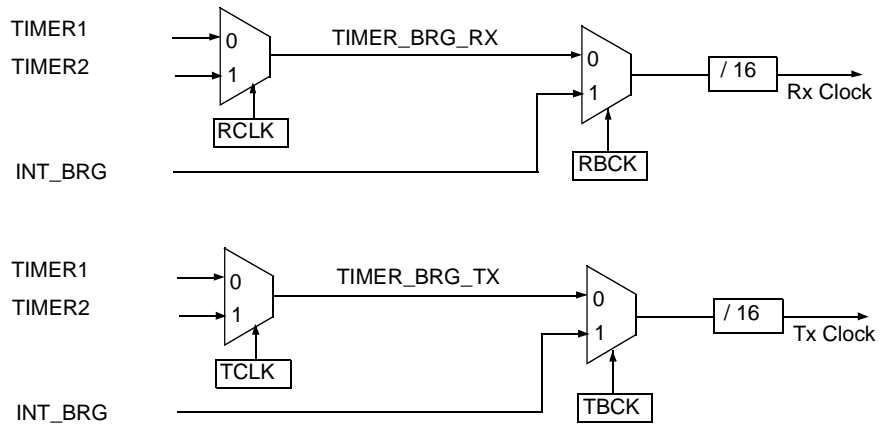 TIMER1
TIMER2
0
1
TIMER_BRG_RX
RCLK
INT_BRG
0
1
RBCK
/ 16
Rx Clock
TIMER1
TIMER2
0
1
TIMER_BRG_TX
TCLK
INT_BRG
0
1
TBCK
/ 16
Tx Clock